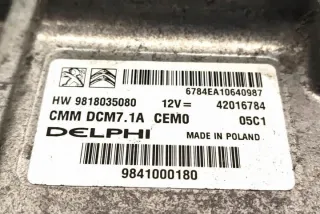 6784EA10640987
HW 9818035080 12V= 42016784
CMM DCM7.1A CEM0 05C1
DELPHI MADE IN POLAND
9841000180